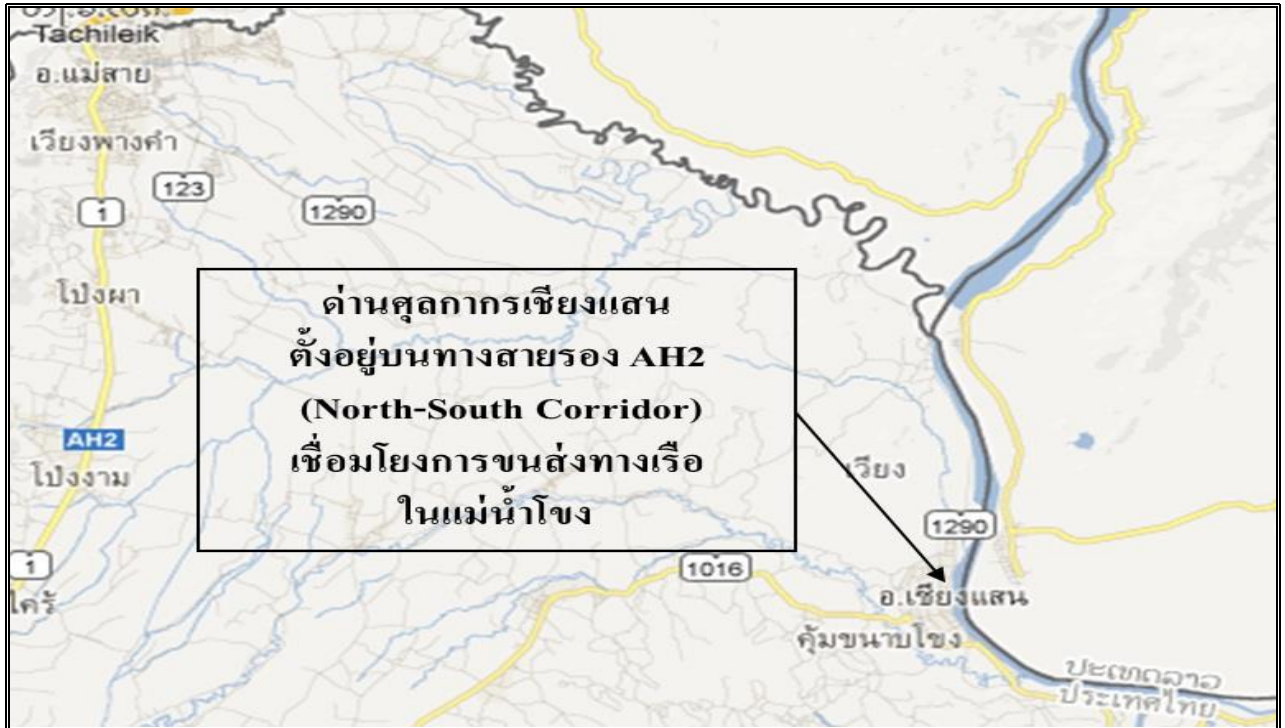 Tachileik
อ.แม่สาย
เวียงพางคำ
123
1
1290
โป่งผา
ด่านศุลกากรเชียงแสน
ตั้งอยู่บนทางสายรอง AH2
(North-South Corridor)
เชื่อมโยงการขนส่งทางเรือ
ในแม่น้ำโขง
AH2
โป่งงาม
เวียง
1290
1016
1
ไคร้
อ.เชียงแสน
คุ้มขนาบโขง
ประเทศลาว
ประเทศไทย